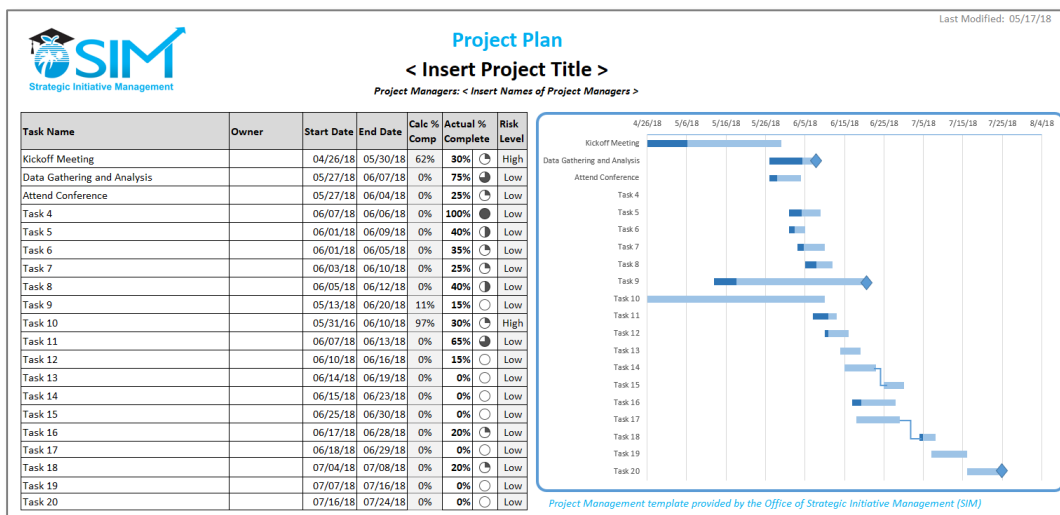 Last Modified: 05/17/18
OSIM
Strategic Initiative Management
Project Plan
< Insert Project Title >
Project Managers: < Insert Names of Project Managers >
Task Name Owner Start Date End Date Calc % Comp Actual % Complete Risk Level
Kickoff Meeting 04/26/18 05/30/18 62% 30% High
Data Gathering and Analysis 05/27/18 06/07/18 0% 75% Low
Attend Conference 05/27/18 06/04/18 0% 25% Low
Task 4 06/07/18 06/06/18 0% 100% Low
Task 5 06/01/18 06/09/18 0% 40% Low
Task 6 06/01/18 06/05/18 0% 35% Low
Task 7 06/03/18 06/10/18 0% 25% Low
Task 8 06/05/18 06/12/18 0% 40% Low
Task 9 05/13/18 06/20/18 11% 15% Low
Task 10 05/31/16 06/10/18 97% 30% High
Task 11 06/07/18 06/13/18 0% 65% Low
Task 12 06/10/18 06/16/18 0% 15% Low
Task 13 06/14/18 06/19/18 0% 0% Low
Task 14 06/15/18 06/23/18 0% 0% Low
Task 15 06/25/18 06/30/18 0% 0% Low
Task 16 06/17/18 06/28/18 0% 20% Low
Task 17 06/18/18 06/29/18 0% 0% Low
Task 18 07/04/18 07/08/18 0% 20% Low
Task 19 07/07/18 07/16/18 0% 0% Low
Task 20 07/16/18 07/24/18 0% 0% Low
4/26/18 5/6/18 5/16/18 5/26/18 6/5/18 6/15/18 6/25/18 7/5/18 7/15/18 7/25/18 8/4/18
Kickoff Meeting
Data Gathering and Analysis
Attend Conference
Task 4
Task 5
Task 6
Task 7
Task 8
Task 9
Task 10
Task 11
Task 12
Task 13
Task 14
Task 15
Task 16
Task 17
Task 18
Task 19
Task 20
Project Management template provided by the Office of Strategic Initiative Management (SIM)